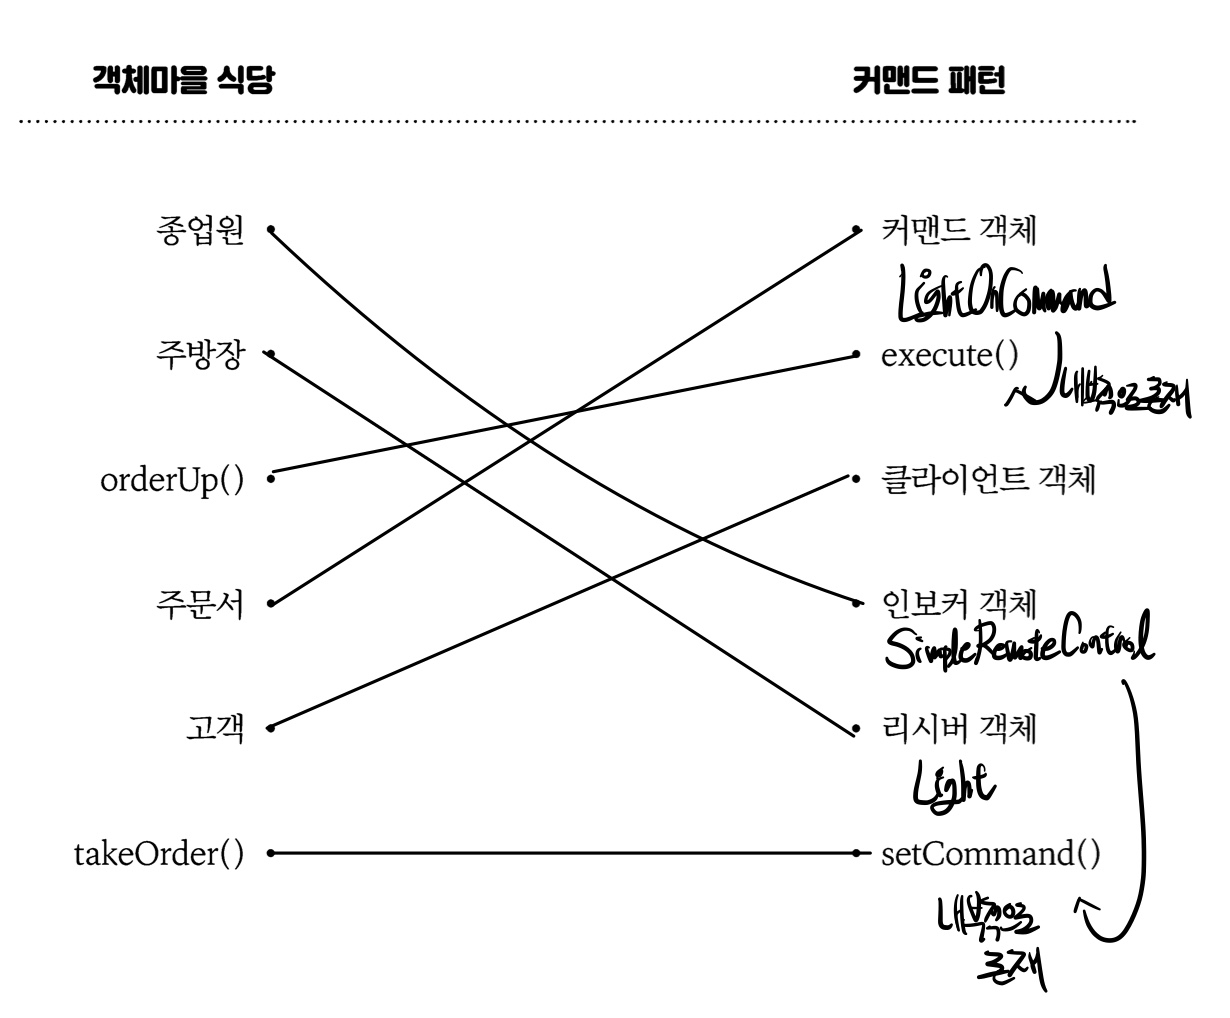 객체마을 식당 커맨드 패턴
종업원 커맨드 객체
LightOnCommand
주방장 execute()
내부적으로 존재
orderUp() 클라이언트 객체
주문서 인보커 객체
SimpleRemoteControl
고객 리시버 객체
Light
takeOrder() setCommand()
내부적으로
존재